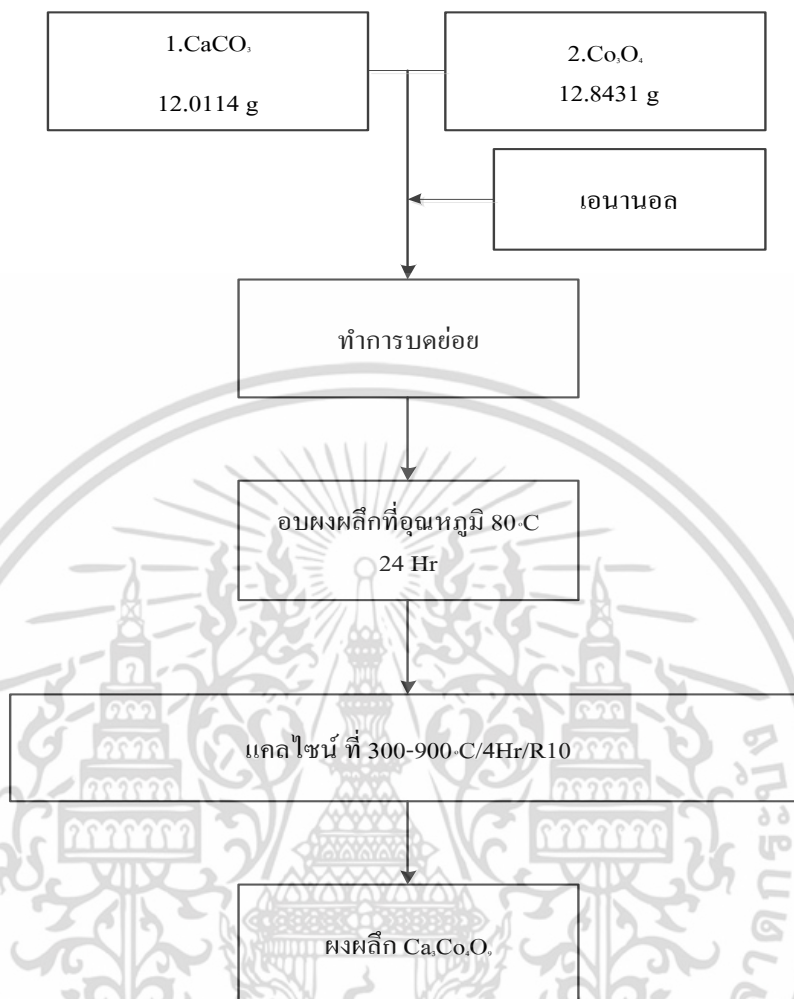 1.CaCO₃
12.0114 g
2.Co₃O₄
12.8431 g
เอนานอล
ทำการบดย่อย
อบผงผลึกที่อุณหภูมิ 80◦C
24 Hr
แคลไซน์ ที่ 300-900◦C/4Hr/R10
ผงผลึก Ca₃Co₄O₉